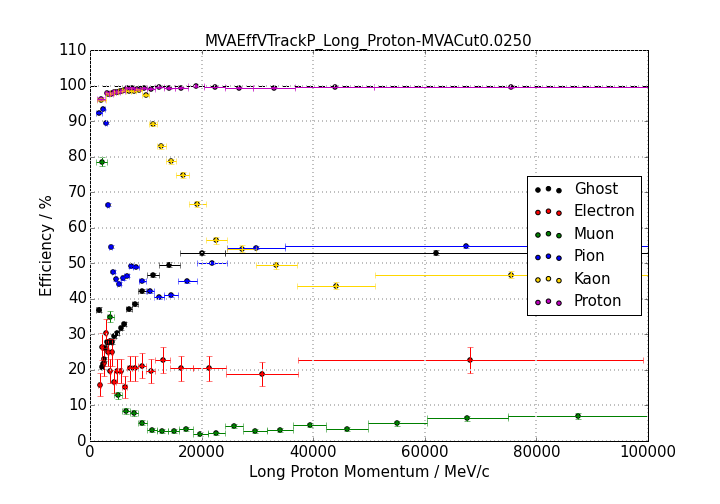 MVAEffVTrackP_Long_Proton-MVACut0.0250
110
100
90
80
70
60
50
40
30
20
10
0
Efficiency / %
Ghost
Electron
Muon
Pion
Kaon
Proton
0 20000 40000 60000 80000 100000
Long Proton Momentum / MeV/c